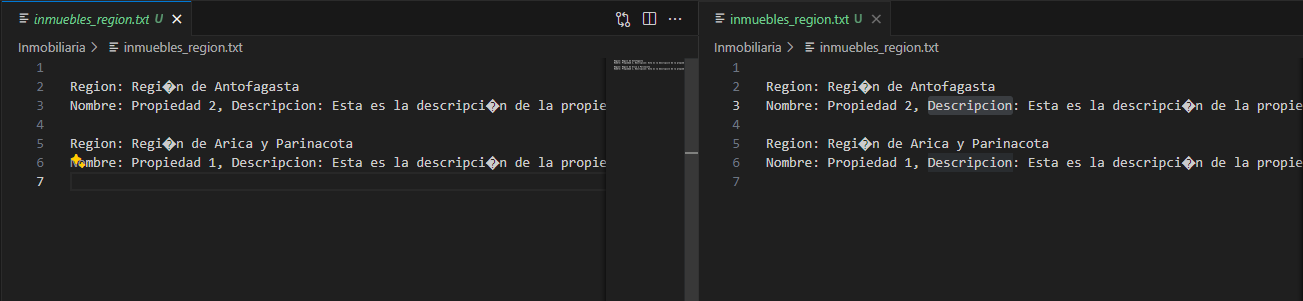 inmuebles_region.txt U
Inmobiliaria > inmuebles_region.txt
1
2 Region: Regi�n de Antofagasta
3 Nombre: Propiedad 2, Descripcion: Esta es la descripci�n de la propie
4
5 Region: Regi�n de Arica y Parinacota
6 Nombre: Propiedad 1, Descripcion: Esta es la descripci�n de la propie
7
inmuebles_region.txt U
Inmobiliaria > inmuebles_region.txt
1
2 Region: Regi�n de Antofagasta
3 Nombre: Propiedad 2, Descripcion: Esta es la descripci�n de la propie
4
5 Region: Regi�n de Arica y Parinacota
6 Nombre: Propiedad 1, Descripcion: Esta es la descripci�n de la propie
7